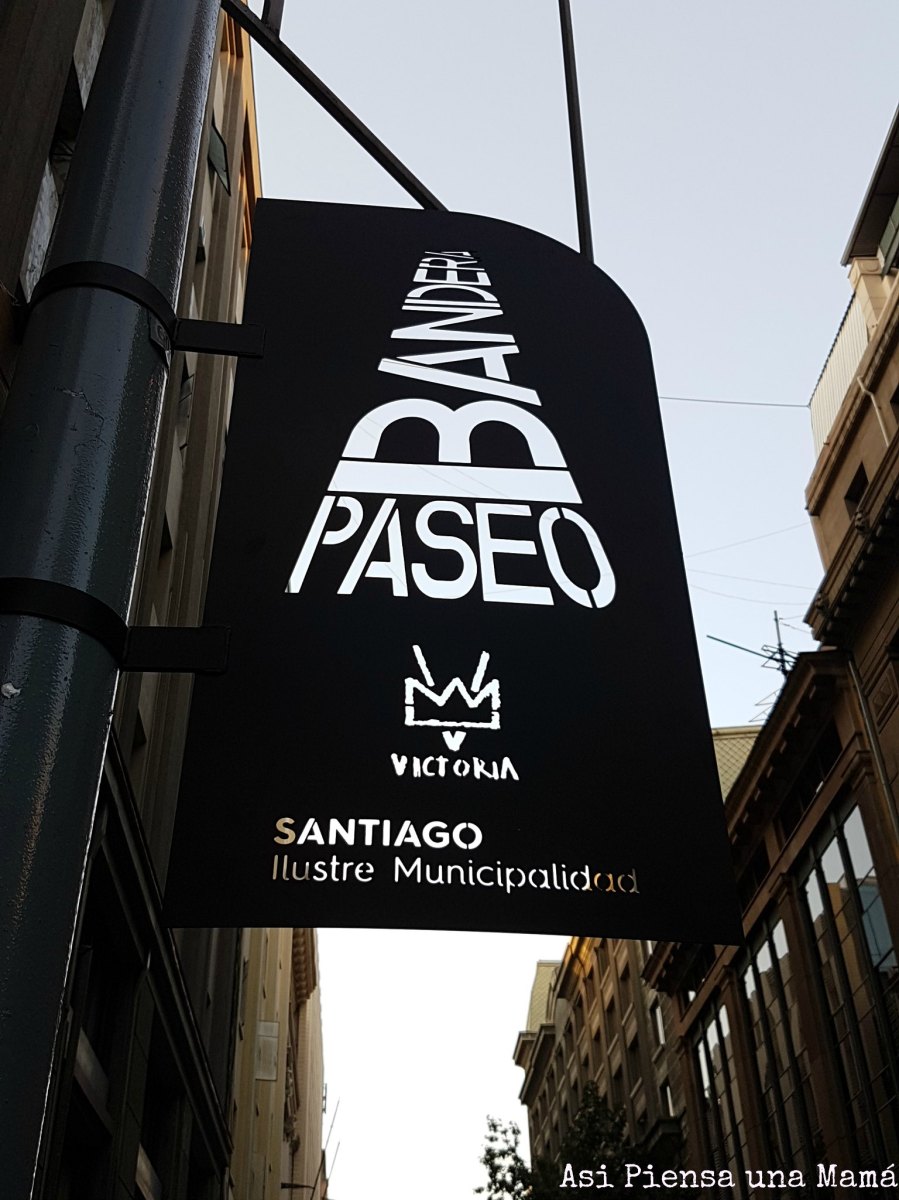 BANDERA
PASEO
VICTORIA
SANTIAGO
Ilustre Municipalidad
Asi Piensa una Mamá